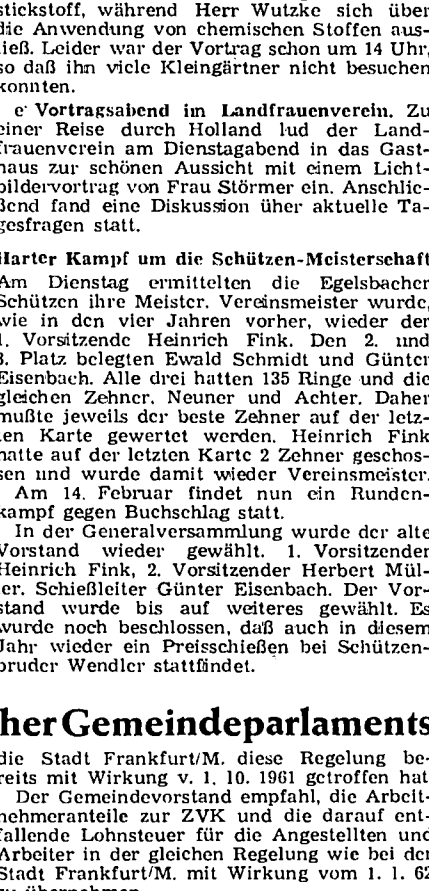 stickstoff, während Herr Wutzke sich über
die Anwendung von chemischen Stoffen aus-
ließ. Leider war der Vortrag schon um 14 Uhr,
so daß ihn viele Kleingärtner nicht besuchen
konnten.
e Vortragsabend im Landfrauenverein. Zu
einer Reise durch Holland lud der Land-
frauenverein am Dienstagabend in das Gast-
haus zur schönen Aussicht mit einem Licht-
bildervortrag von Frau Störmer ein. Anschlie-
ßend fand eine Diskussion über aktuelle Ta-
gesfragen statt.
Harter Kampf um die Schützen-Meisterschaft
Am Dienstag ermittelten die Egelsbacher
Schützen ihre Meister. Vereinsmeister wurde,
wie in den vier Jahren vorher, wieder der
1. Vorsitzende Heinrich Fink. Den 2. und
3. Platz belegten Ewald Schmidt und Günter
Eisenbach. Alle drei hatten 135 Ringe und die
gleichen Zehner, Neuner und Achter. Daher
mußte jeweils der beste Zehner auf der letz-
ten Karte gewertet werden. Heinrich Fink
hatte auf der letzten Karte 2 Zehner geschos-
sen und wurde damit wieder Vereinsmeister.
Am 14. Februar findet nun ein Runden-
kampf gegen Buchschlag statt.
In der Generalversammlung wurde der alte
Vorstand wieder gewählt. 1. Vorsitzender
Heinrich Fink, 2. Vorsitzender Herbert Mül-
ler. Schießleiter Günter Eisenbach. Der Vor-
stand wurde bis auf weiteres gewählt. Es
wurde noch beschlossen, daß auch in diesem
Jahr wieder ein Preisschießen bei Schützen-
bruder Wendler stattfindet.
her Gemeindeparlaments
die Stadt Frankfurt/M. diese Regelung be-
reits mit Wirkung v. 1. 10. 1961 getroffen hat
Der Gemeindevorstand empfahl, die Arbeit-
nehmeranteile zur ZVK und die darauf ent-
fallende Lohnsteuer für die Angestellten und
Arbeiter in der gleichen Regelung wie bei der
Stadt Frankfurt/M. mit Wirkung vom 1. 1. 62
zu übernehmen